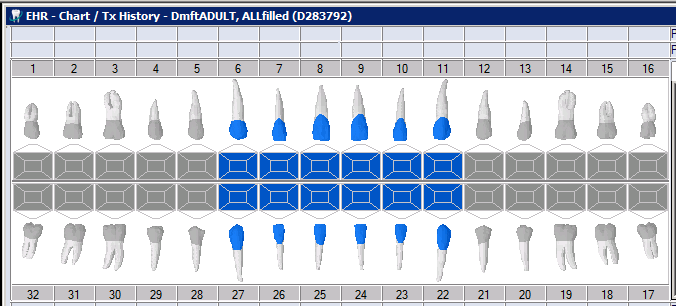 EHR - Chart / Tx History - DmftADULT, ALLfilled (D283792)
1 2 3 4 5 6 7 8 9 10 11 12 13 14 15 16
32 31 30 29 28 27 26 25 24 23 22 21 20 19 18 17